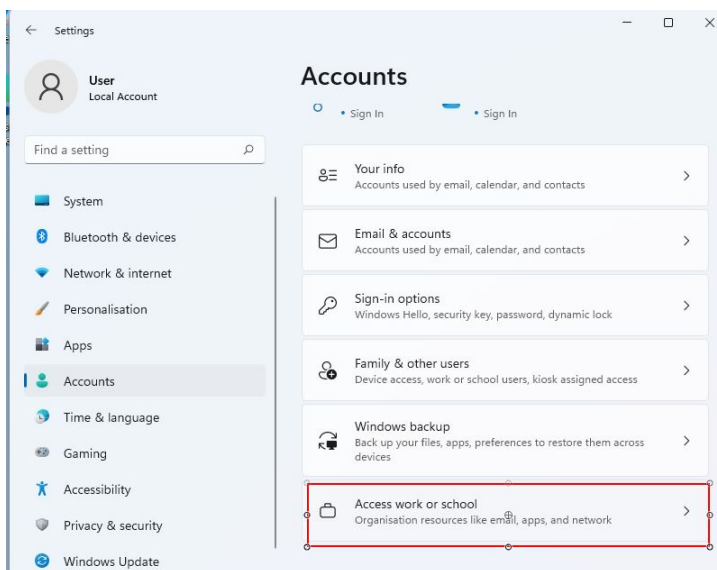 Settings
User
Local Account
Find a setting
System
Bluetooth & devices
Network & internet
Personalisation
Apps
Accounts
Time & language
Gaming
Accessibility
Privacy & security
Windows Update
Accounts
• Sign In
• Sign In
Your info
Accounts used by email, calendar, and contacts
Email & accounts
Accounts used by email, calendar, and contacts
Sign-in options
Windows Hello, security key, password, dynamic lock
Family & other users
Device access, work or school users, kiosk assigned access
Windows backup
Back up your files, apps, preferences to restore them across
devices
Access work or school
Organisation resources like email, apps, and network